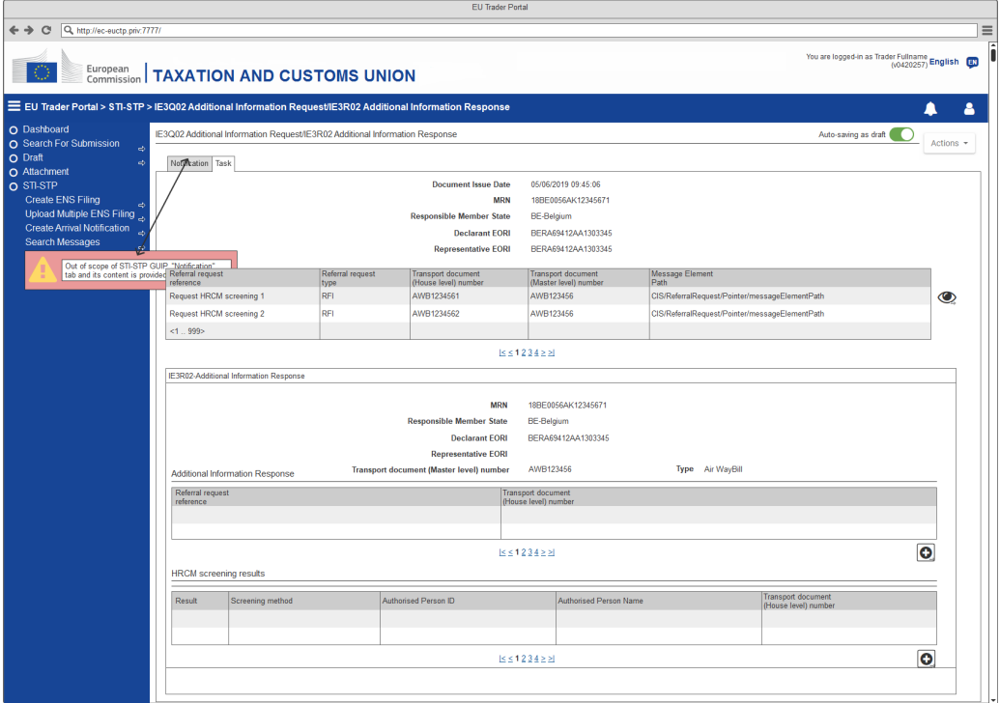 EU Trader Portal
http://ec-euctp.priv:7777/
You are logged-in as Trader Fullname
(v0420257)
English EN
European
Commission
TAXATION AND CUSTOMS UNION
EU Trader Portal > STI-STP > IE3Q02 Additional Information Request/IE3R02 Additional Information Response
Dashboard
Search For Submission
Draft
Attachment
STI-STP
Create ENS Filing
Upload Multiple ENS Filing
Create Arrival Notification
Search Messages
Out of scope of STI-STP GUIP. "Notification"
tab and its content is provided
IE3Q02 Additional Information Request/IE3R02 Additional Information Response
Auto-saving as draft
Actions
Notification Task
Document Issue Date 05/06/2019 09:45:06
MRN 18BE0056AK12345671
Responsible Member State BE-Belgium
Declarant EORI BERA69412AA1303345
Representative EORI BERA69412AA1303345
Referral request reference Referral request type Transport document (House level) number Transport document (Master level) number Message Element Path
Request HRCM screening 1 RFI AWB1234561 AWB123456 CIS/ReferralRequest/Pointer/messageElementPath
Request HRCM screening 2 RFI AWB1234562 AWB123456 CIS/ReferralRequest/Pointer/messageElementPath
<1 .. 999>
|< < 1 2 3 4 > >|
IE3R02-Additional Information Response
MRN 18BE0056AK12345671
Responsible Member State BE-Belgium
Declarant EORI BERA69412AA1303345
Representative EORI
Transport document (Master level) number AWB123456 Type Air WayBill
Additional Information Response
Referral request reference Transport document (House level) number
|< < 1 2 3 4 > >|
HRCM screening results
Result Screening method Authorised Person ID Authorised Person Name Transport document (House level) number
|< < 1 2 3 4 > >|